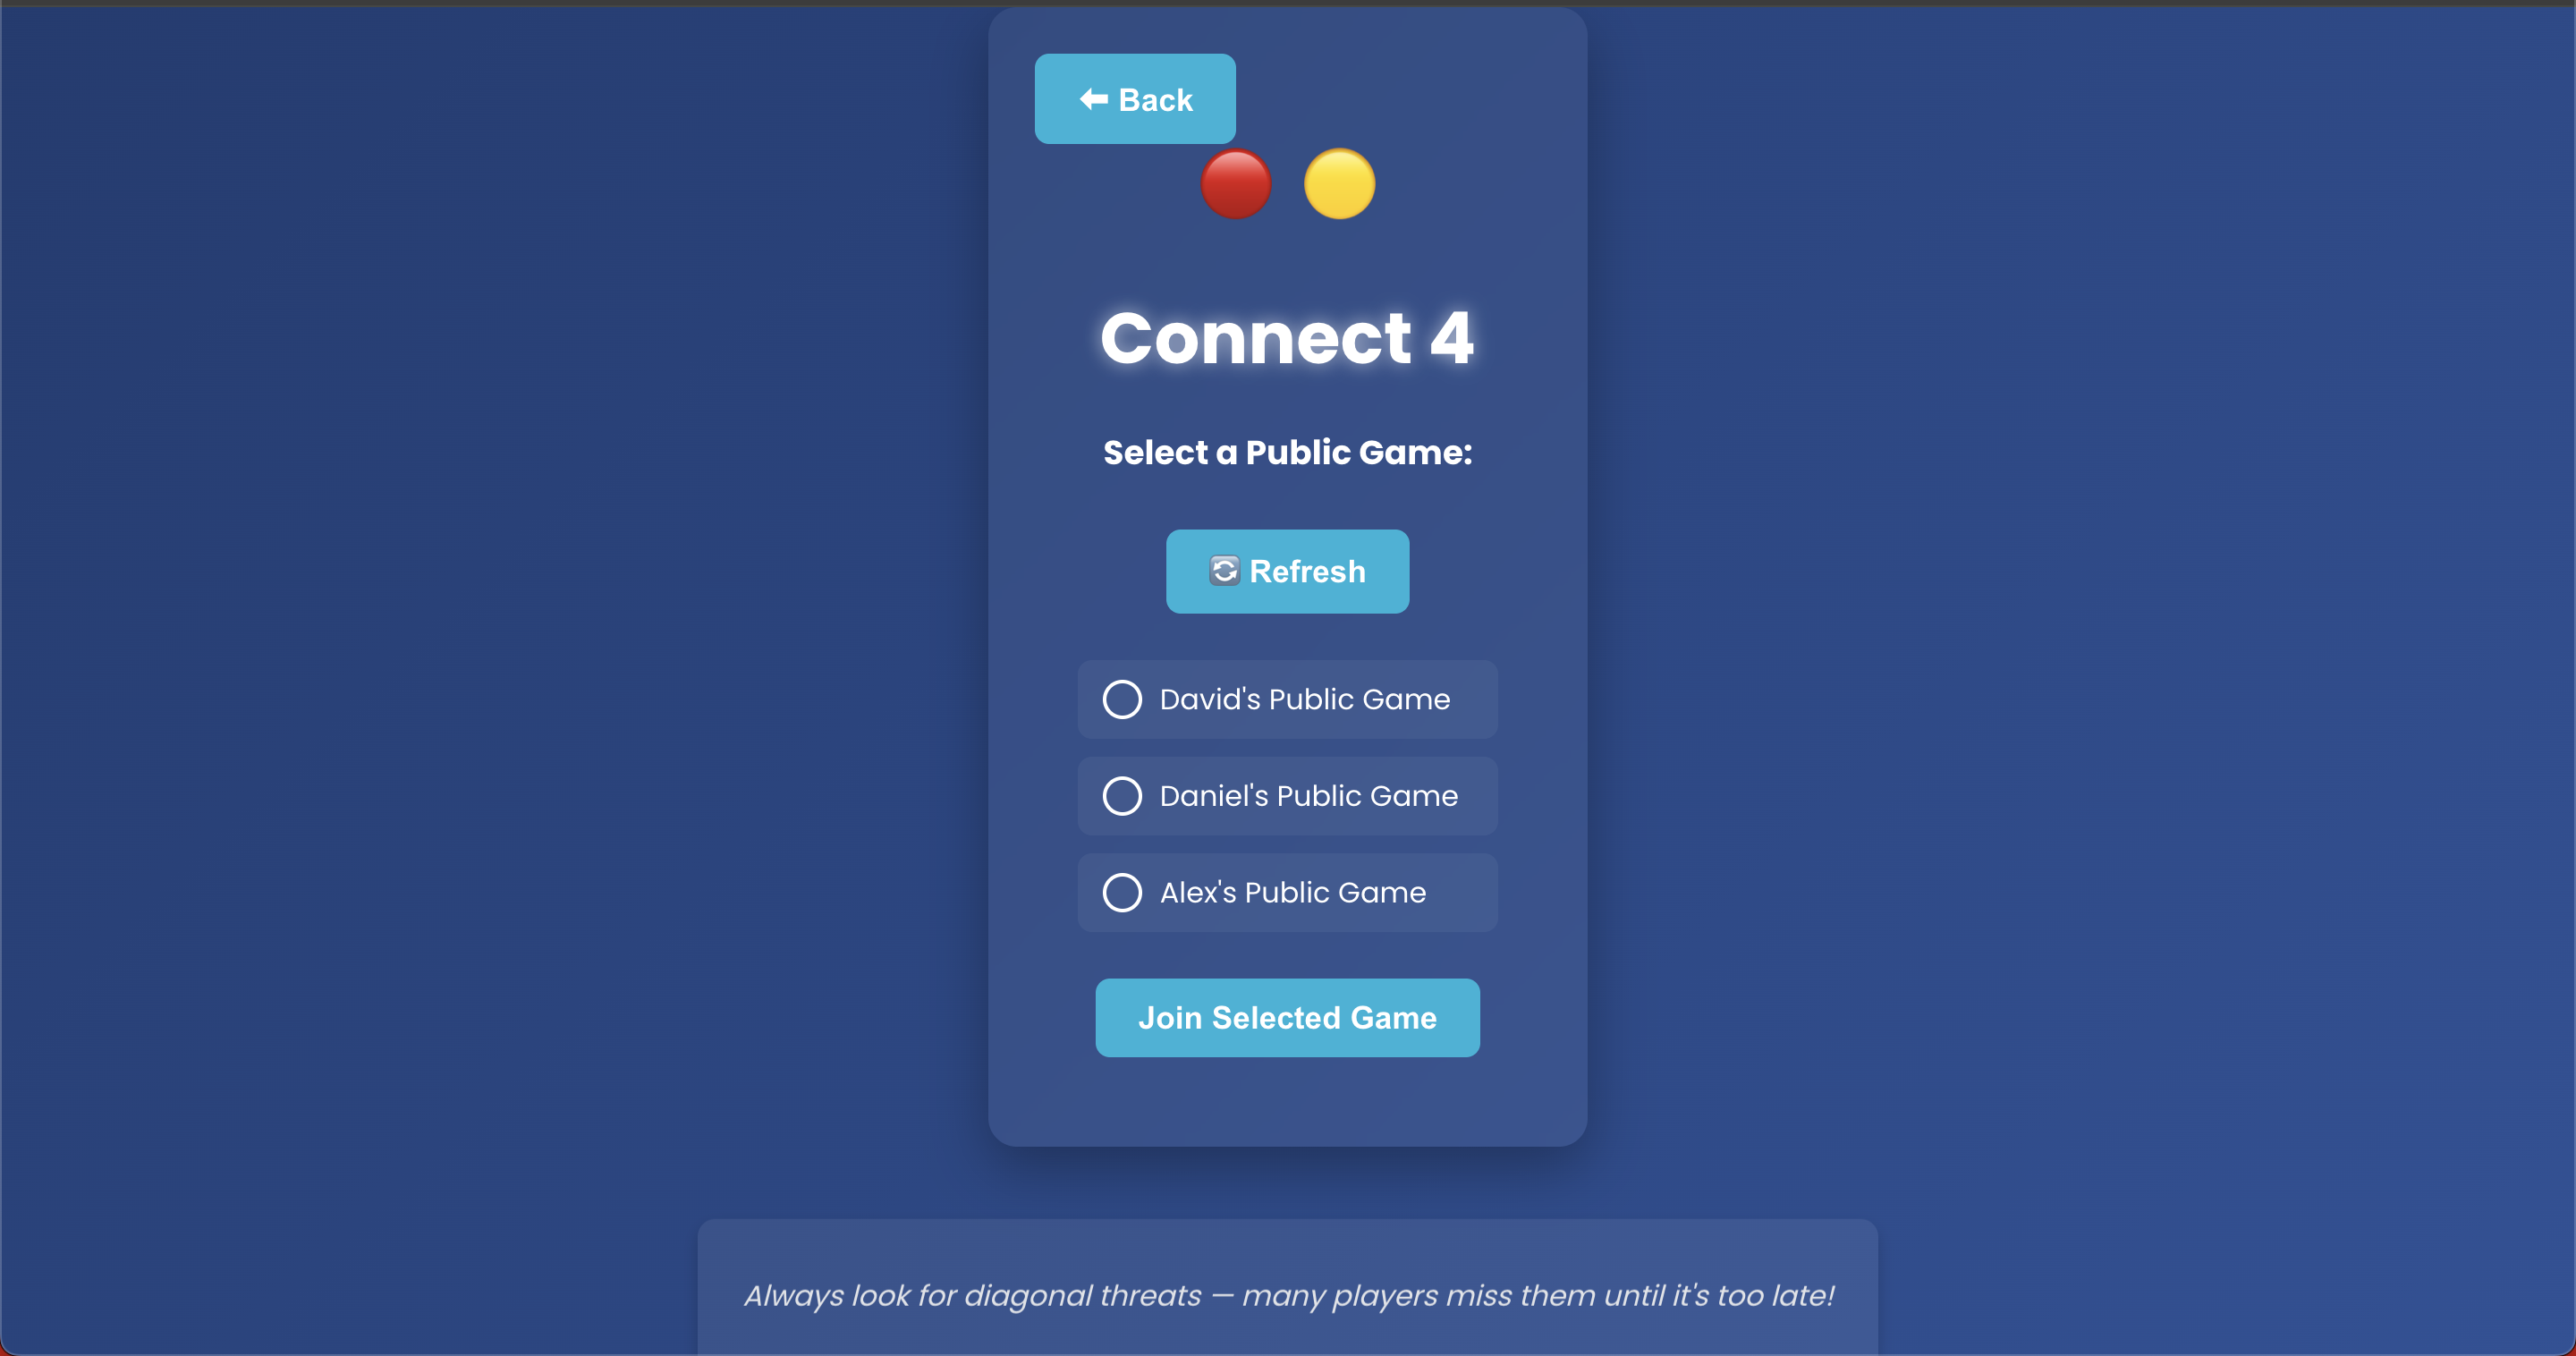 Back
Connect 4
Select a Public Game:
Refresh
David's Public Game
Daniel's Public Game
Alex's Public Game
Join Selected Game
Always look for diagonal threats — many players miss them until it's too late!